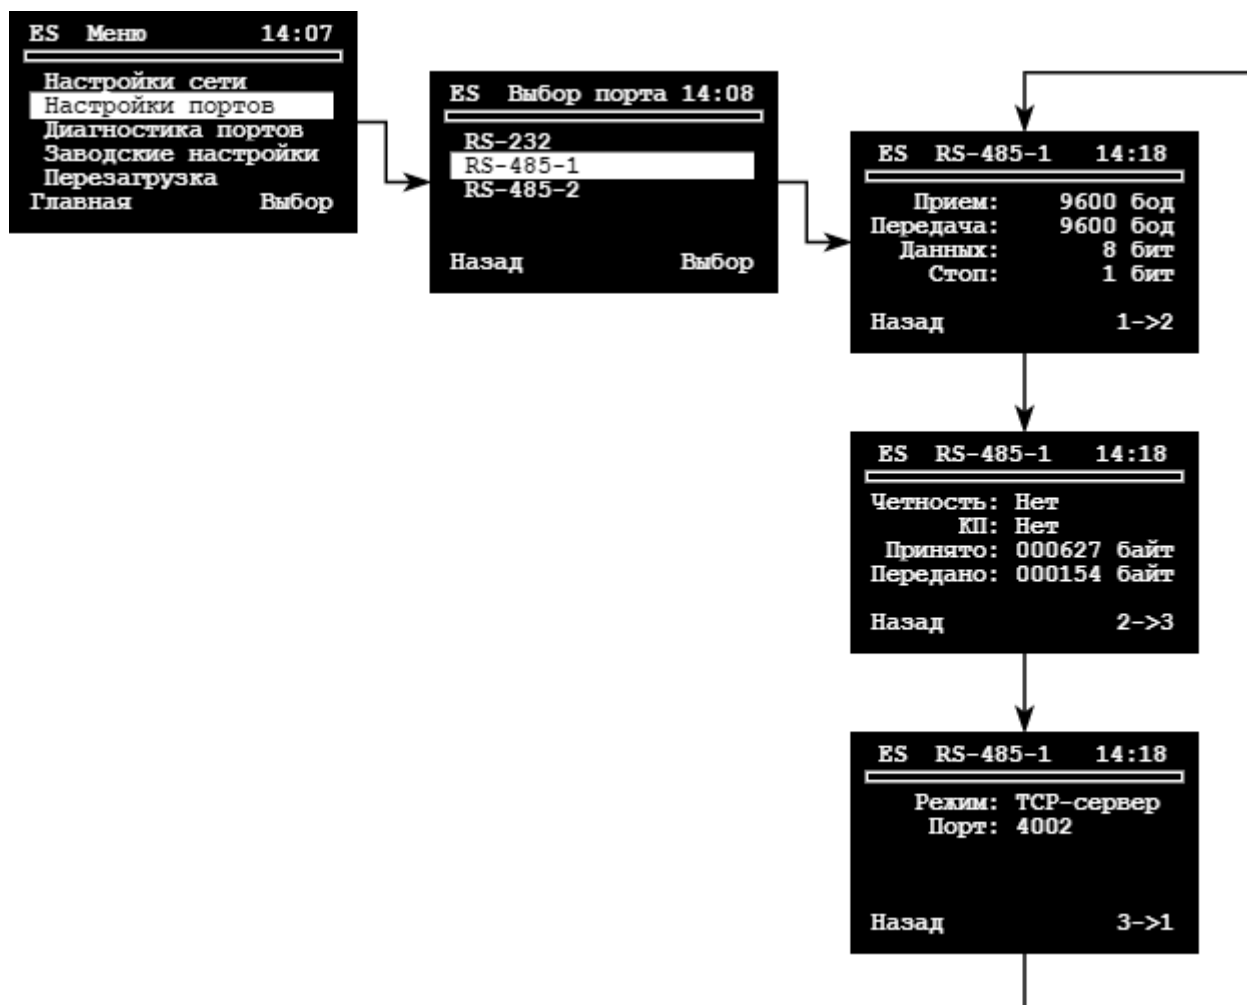 ES Меню 14:07
Настройки сети
Настройки портов
Диагностика портов
Заводские настройки
Перезагрузка
Главная Выбор
ES Выбор порта 14:08
RS-232
RS-485-1
RS-485-2
Назад Выбор
ES RS-485-1 14:18
Прием: 9600 бод
Передача: 9600 бод
Данных: 8 бит
Стоп: 1 бит
Назад 1->2
ES RS-485-1 14:18
Четность: Нет
КП: Нет
Принято: 000627 байт
Передано: 000154 байт
Назад 2->3
ES RS-485-1 14:18
Режим: TCP-сервер
Порт: 4002
Назад 3->1